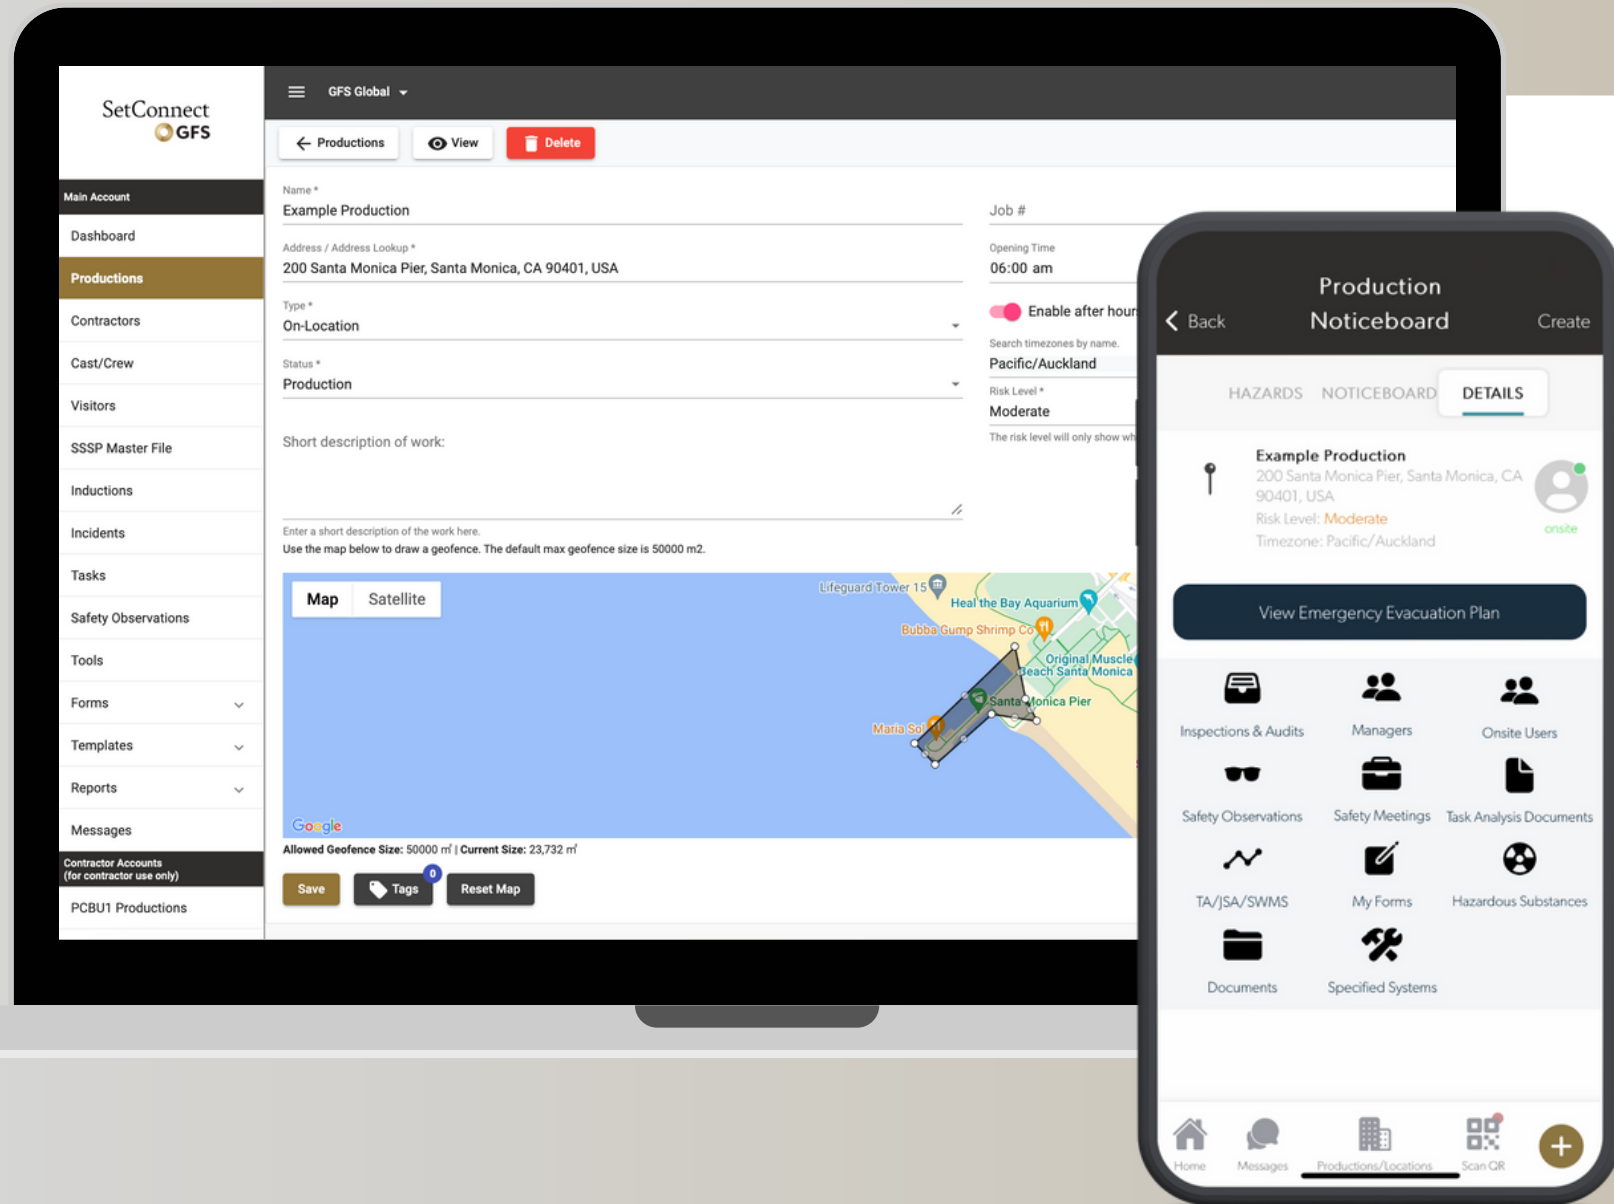 SetConnect
GFS
Main Account
Dashboard
Productions
Contractors
Cast/Crew
Visitors
SSSP Master File
Inductions
Incidents
Tasks
Safety Observations
Tools
Forms
Templates
Reports
Messages
Contractor Accounts
(for contractor use only)
PCBU1 Productions
GFS Global
Productions
View
Delete
Name *
Example Production
Address / Address Lookup *
200 Santa Monica Pier, Santa Monica, CA 90401, USA
Type *
On-Location
Status *
Production
Short description of work:
Enter a short description of the work here.
Use the map below to draw a geofence. The default max geofence size is 50000 m2.
Job #
Opening Time
06:00 am
Enable after hour
Search timezones by name.
Pacific/Auckland
Risk Level *
Moderate
The risk level will only show wh
Map
Satellite
Lifeguard Tower 15
Heal the Bay Aquarium
Bubba Gump Shrimp Co
Original Muscle
Beach Santa Monica
Santa Monica Pier
Maria Sol
Google
Allowed Geofence Size: 50000 ㎡ | Current Size: 23,732 ㎡
Save
Tags
0
Reset Map
Production
Noticeboard
Back
Create
HAZARDS
NOTICEBOARD
DETAILS
Example Production
200 Santa Monica Pier, Santa Monica, CA
90401, USA
Risk Level: Moderate
Timezone: Pacific/Auckland
onsite
View Emergency Evacuation Plan
Inspections & Audits
Managers
Onsite Users
Safety Observations
Safety Meetings
Task Analysis Documents
TA/JSA/SWMS
My Forms
Hazardous Substances
Documents
Specified Systems
Home
Messages
Productions/Locations
Scan QR